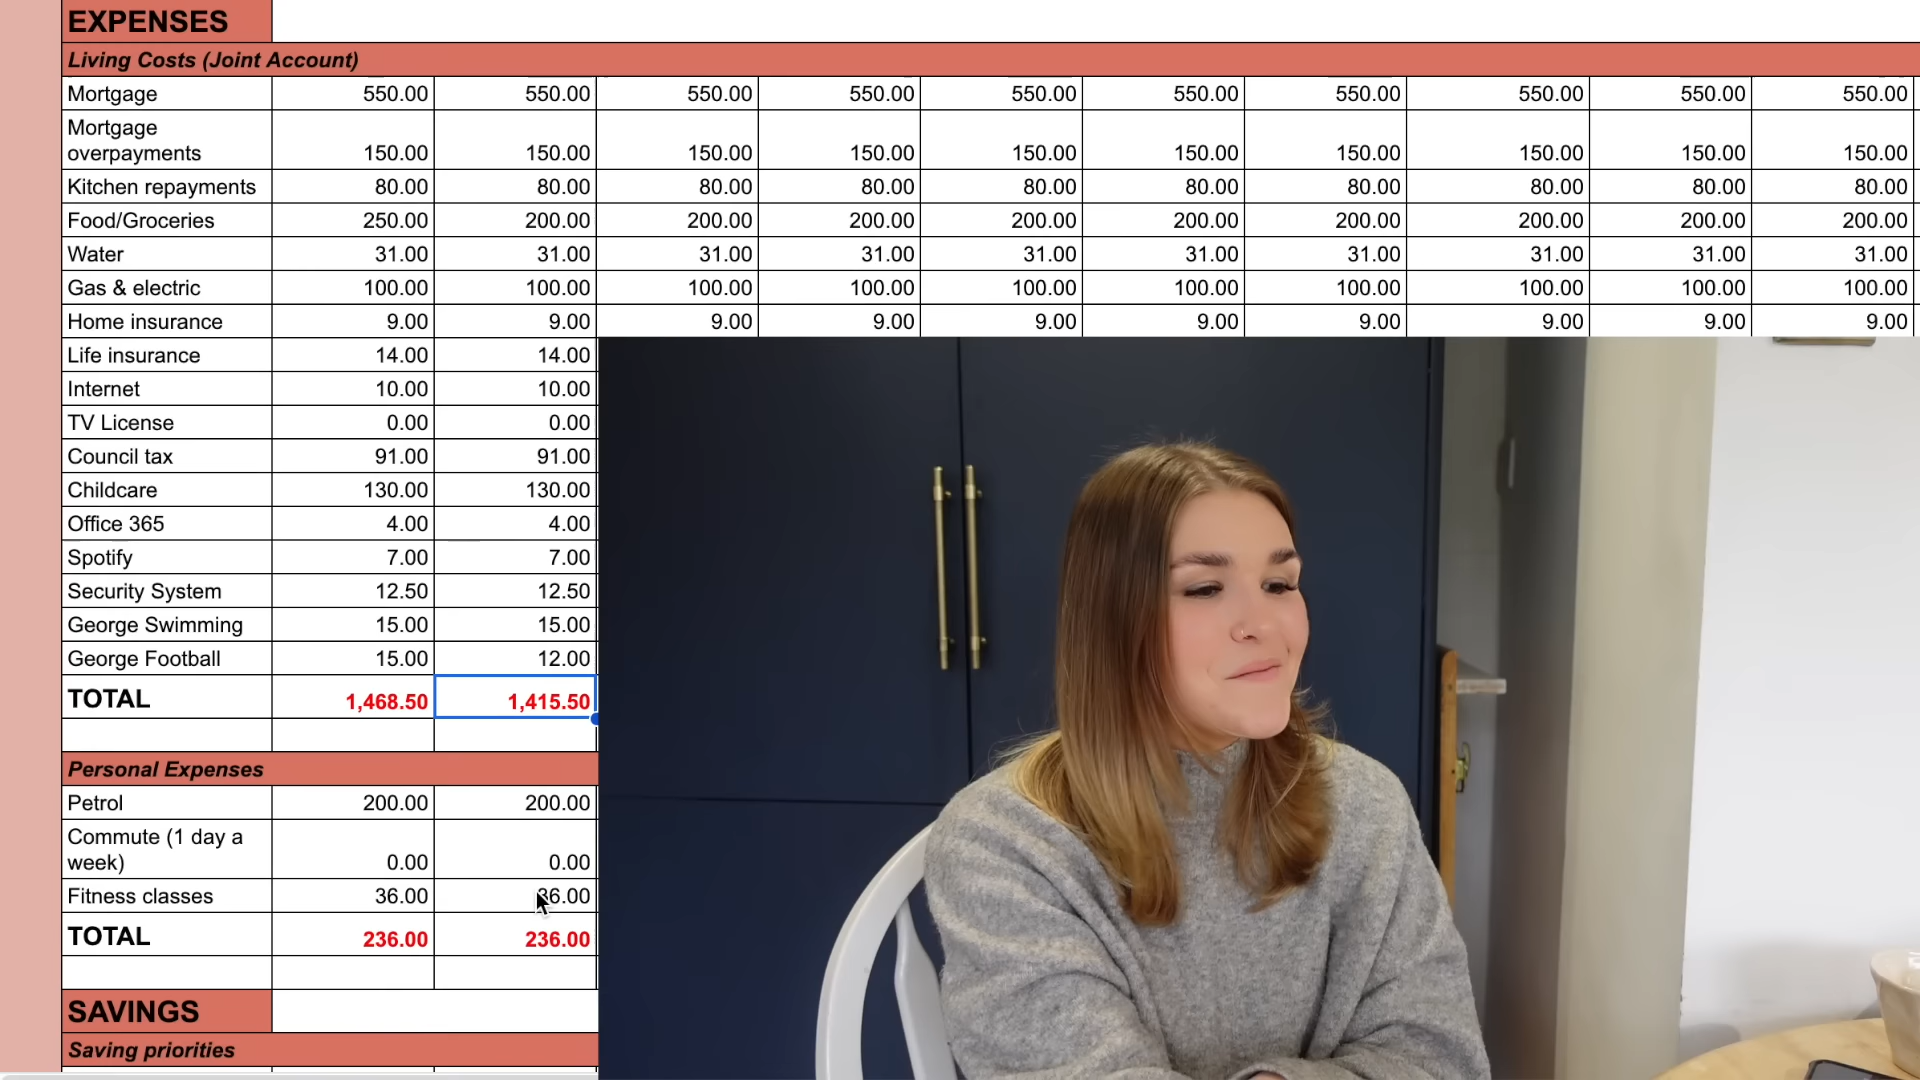 EXPENSES
Living Costs (Joint Account)
Mortgage 550.00 550.00 550.00 550.00 550.00 550.00 550.00 550.00 550.00 550.00
Mortgage
overpayments 150.00 150.00 150.00 150.00 150.00 150.00 150.00 150.00 150.00 150.00
Kitchen repayments 80.00 80.00 80.00 80.00 80.00 80.00 80.00 80.00 80.00 80.00
Food/Groceries 250.00 200.00 200.00 200.00 200.00 200.00 200.00 200.00 200.00 200.00
Water 31.00 31.00 31.00 31.00 31.00 31.00 31.00 31.00 31.00 31.00
Gas & electric 100.00 100.00 100.00 100.00 100.00 100.00 100.00 100.00 100.00 100.00
Home insurance 9.00 9.00 9.00 9.00 9.00 9.00 9.00 9.00 9.00 9.00
Life insurance 14.00 14.00
Internet 10.00 10.00
TV License 0.00 0.00
Council tax 91.00 91.00
Childcare 130.00 130.00
Office 365 4.00 4.00
Spotify 7.00 7.00
Security System 12.50 12.50
George Swimming 15.00 15.00
George Football 15.00 12.00
TOTAL 1,468.50 1,415.50
Personal Expenses
Petrol 200.00 200.00
Commute (1 day a
week) 0.00 0.00
Fitness classes 36.00 36.00
TOTAL 236.00 236.00
SAVINGS
Saving priorities